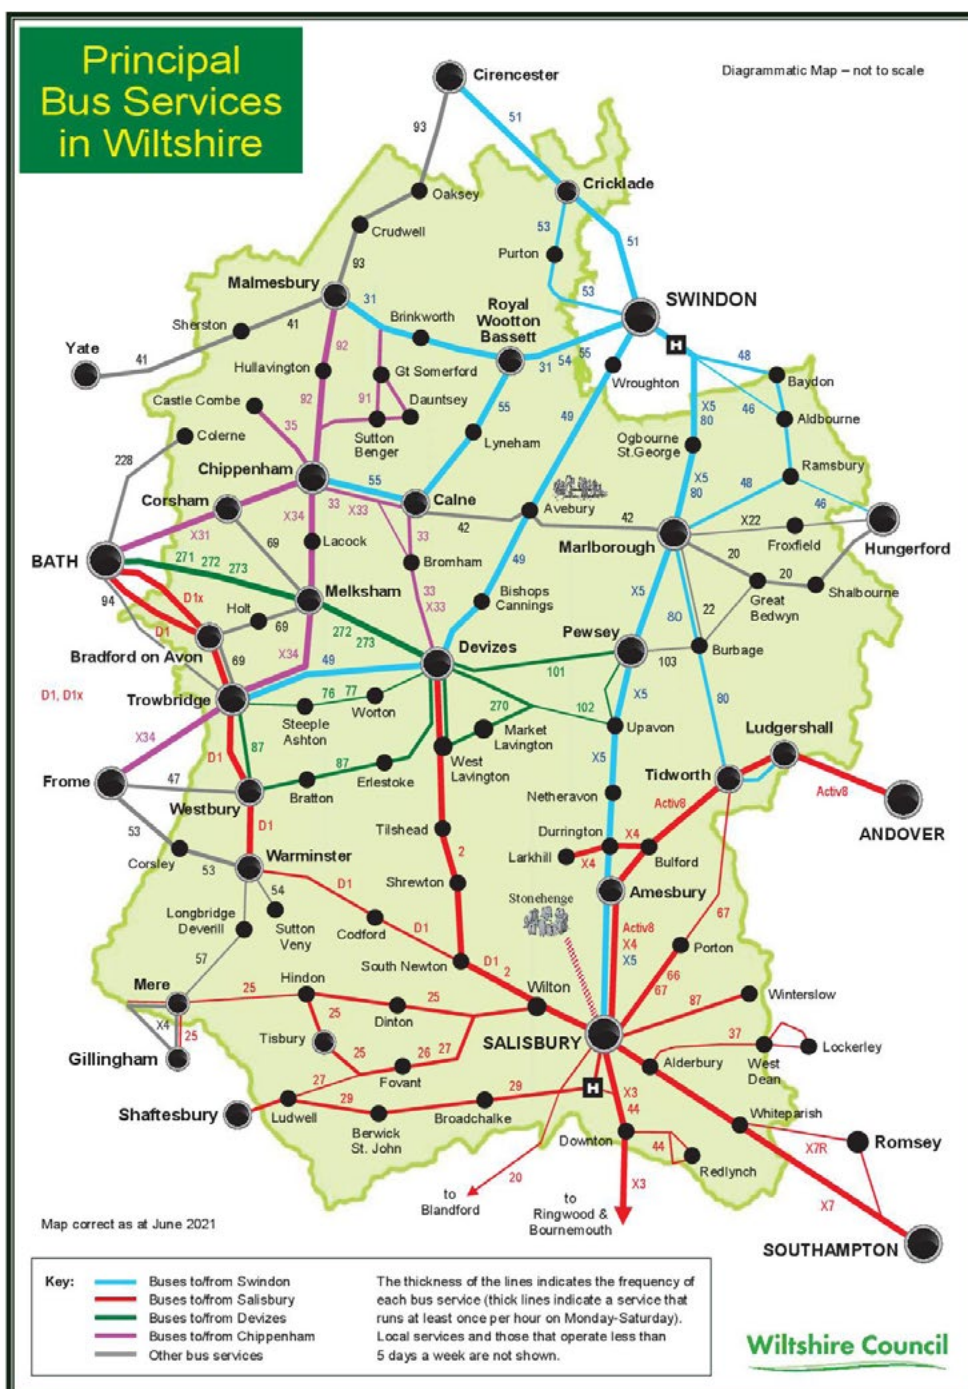 Principal
Bus Services
in Wiltshire
Diagrammatic Map – not to scale
Cirencester
51
93
Cricklade
Oaksey
53
51
Crudwell
Purton
93
53
Malmesbury
31
SWINDON
Royal
Wootton
Bassett
Brinkworth
H
Sherston
41
92
55
54
31
48
Yate
41
Hullavington
Gt Somerford
Wroughton
Baydon
X5
80
46
Castle Combe
92
91
Dauntsey
55
49
Aldbourne
35
Colerne
Sutton
Benger
Lyneham
Ogbourne
St.George
228
Chippenham
X5
80
48
Ramsbury
55
46
Corsham
33
X33
Calne
Avebury
X34
42
42
X22
X31
33
Marlborough
Froxfield
Hungerford
69
Lacock
BATH
271
272
273
Bromham
49
20
20
Shalbourne
D1x
Melksham
33
X33
Bishops
Cannings
X5
Great
Bedwyn
94
Holt
80
22
D1
69
272
273
Pewsey
Bradford on Avon
X34
49
Devizes
Burbage
69
101
103
D1, D1x
Trowbridge
76
77
Worton
270
X5
80
Steeple
Ashton
102
X34
Market
Lavington
Upavon
Ludgershall
D1
87
West
Lavington
X5
Frome
47
87
Erlestoke
Tidworth
Westbury
Bratton
Netheravon
Activ8
Activ8
ANDOVER
53
D1
Tilshead
Durrington
X4
Corsley
Larkhill
X4
Bulford
53
Warminster
2
54
D1
Shrewton
Stonehenge
Amesbury
Longbridge
Deverill
Sutton
Veny
Codford
D1
67
Activ8
X4
X5
Porton
57
South Newton
D1
2
66
67
Mere
Hindon
25
25
Wilton
Winterslow
X4
25
Dinton
87
25
Tisbury
SALISBURY
37
Gillingham
25
26
27
Alderbury
West
Dean
Lockerley
27
Fovant
H
29
X3
44
Shaftesbury
29
Ludwell
Berwick
St. John
Broadchalke
Whiteparish
Downton
44
X7R
Romsey
Redlynch
20
X3
to
Blandford
to
Ringwood &
Bournemouth
X7
Map correct as at June 2021
SOUTHAMPTON
Key:
Buses to/from Swindon
Buses to/from Salisbury
Buses to/from Devizes
Buses to/from Chippenham
Other bus services
The thickness of the lines indicates the frequency of
each bus service (thick lines indicate a service that
runs at least once per hour on Monday-Saturday).
Local services and those that operate less than
5 days a week are not shown.
Wiltshire Council